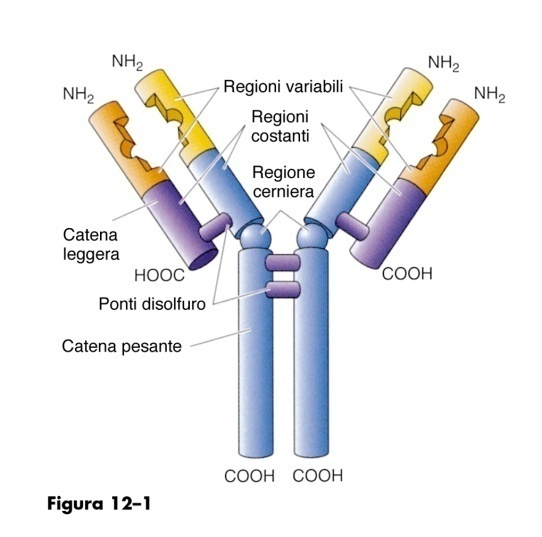 NH2
NH2
NH2
NH2
Regioni variabili
Regioni
costanti
Regione
cerniera
Catena
leggera
HOOC
COOH
Ponti disolfuro
Catena pesante
COOH
COOH
Figura 12–1